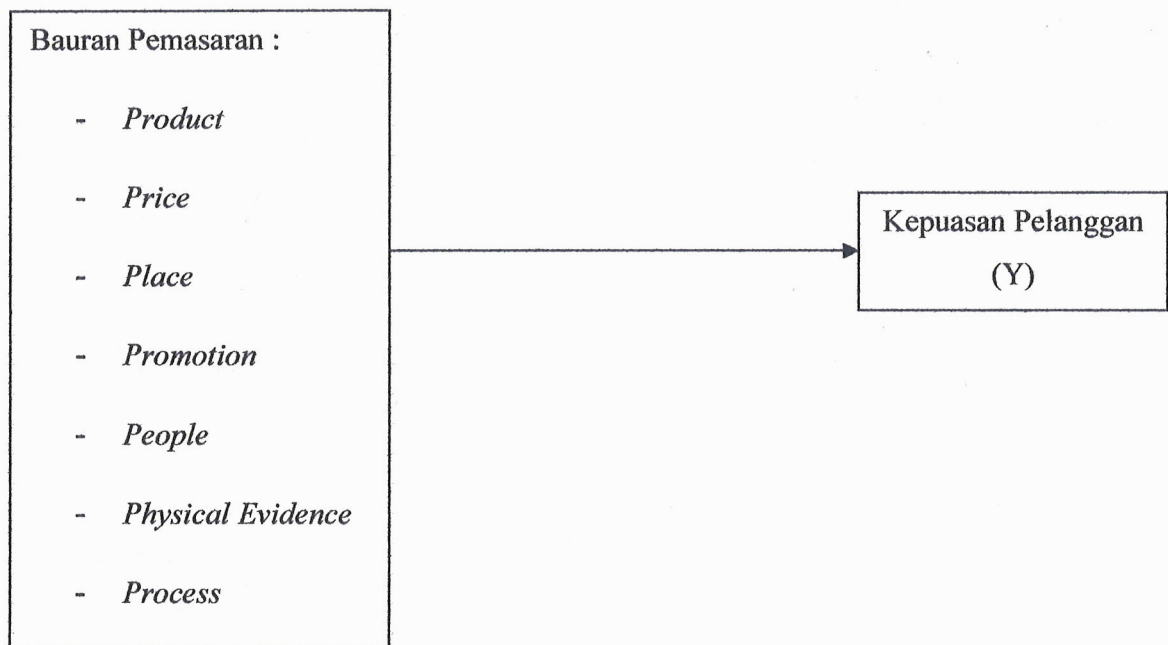 Bauran Pemasaran :
- Product
- Price
- Place
- Promotion
- People
- Physical Evidence
- Process
Kepuasan Pelanggan
(Y)